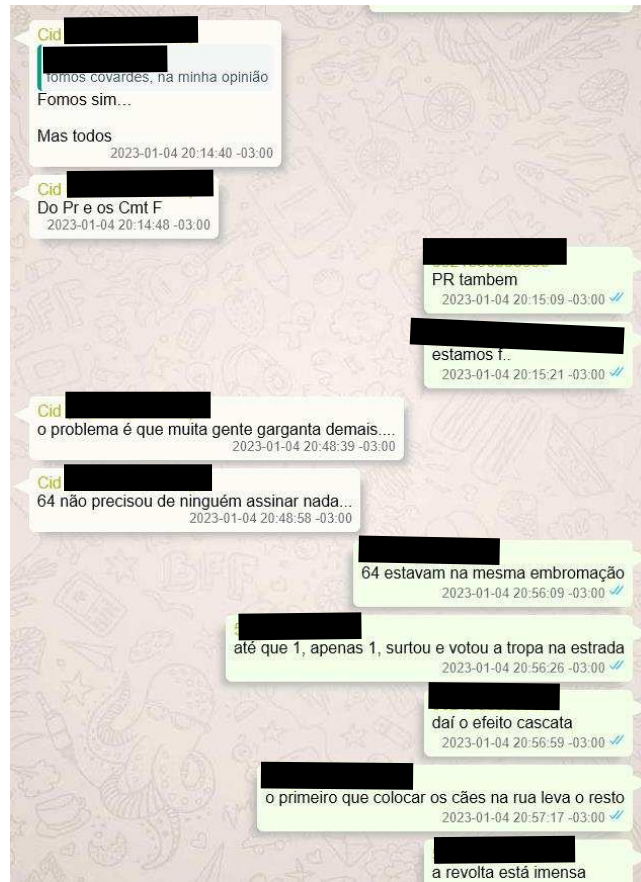 Cid
fomos covardes, na minha opinião
Fomos sim...
Mas todos
2023-01-04 20:14:40 -03:00
Cid
Do Pr e os Cmt F
2023-01-04 20:14:48 -03:00
PR tambem
2023-01-04 20:15:09 -03:00
estamos f..
2023-01-04 20:15:21 -03:00
Cid
o problema é que muita gente garganta demais....
2023-01-04 20:48:39 -03:00
Cid
64 não precisou de ninguém assinar nada...
2023-01-04 20:48:58 -03:00
64 estavam na mesma embromação
2023-01-04 20:56:09 -03:00
até que 1, apenas 1, surtou e votou a tropa na estrada
2023-01-04 20:56:26 -03:00
daí o efeito cascata
2023-01-04 20:56:59 -03:00
o primeiro que colocar os cães na rua leva o resto
2023-01-04 20:57:17 -03:00
a revolta está imensa